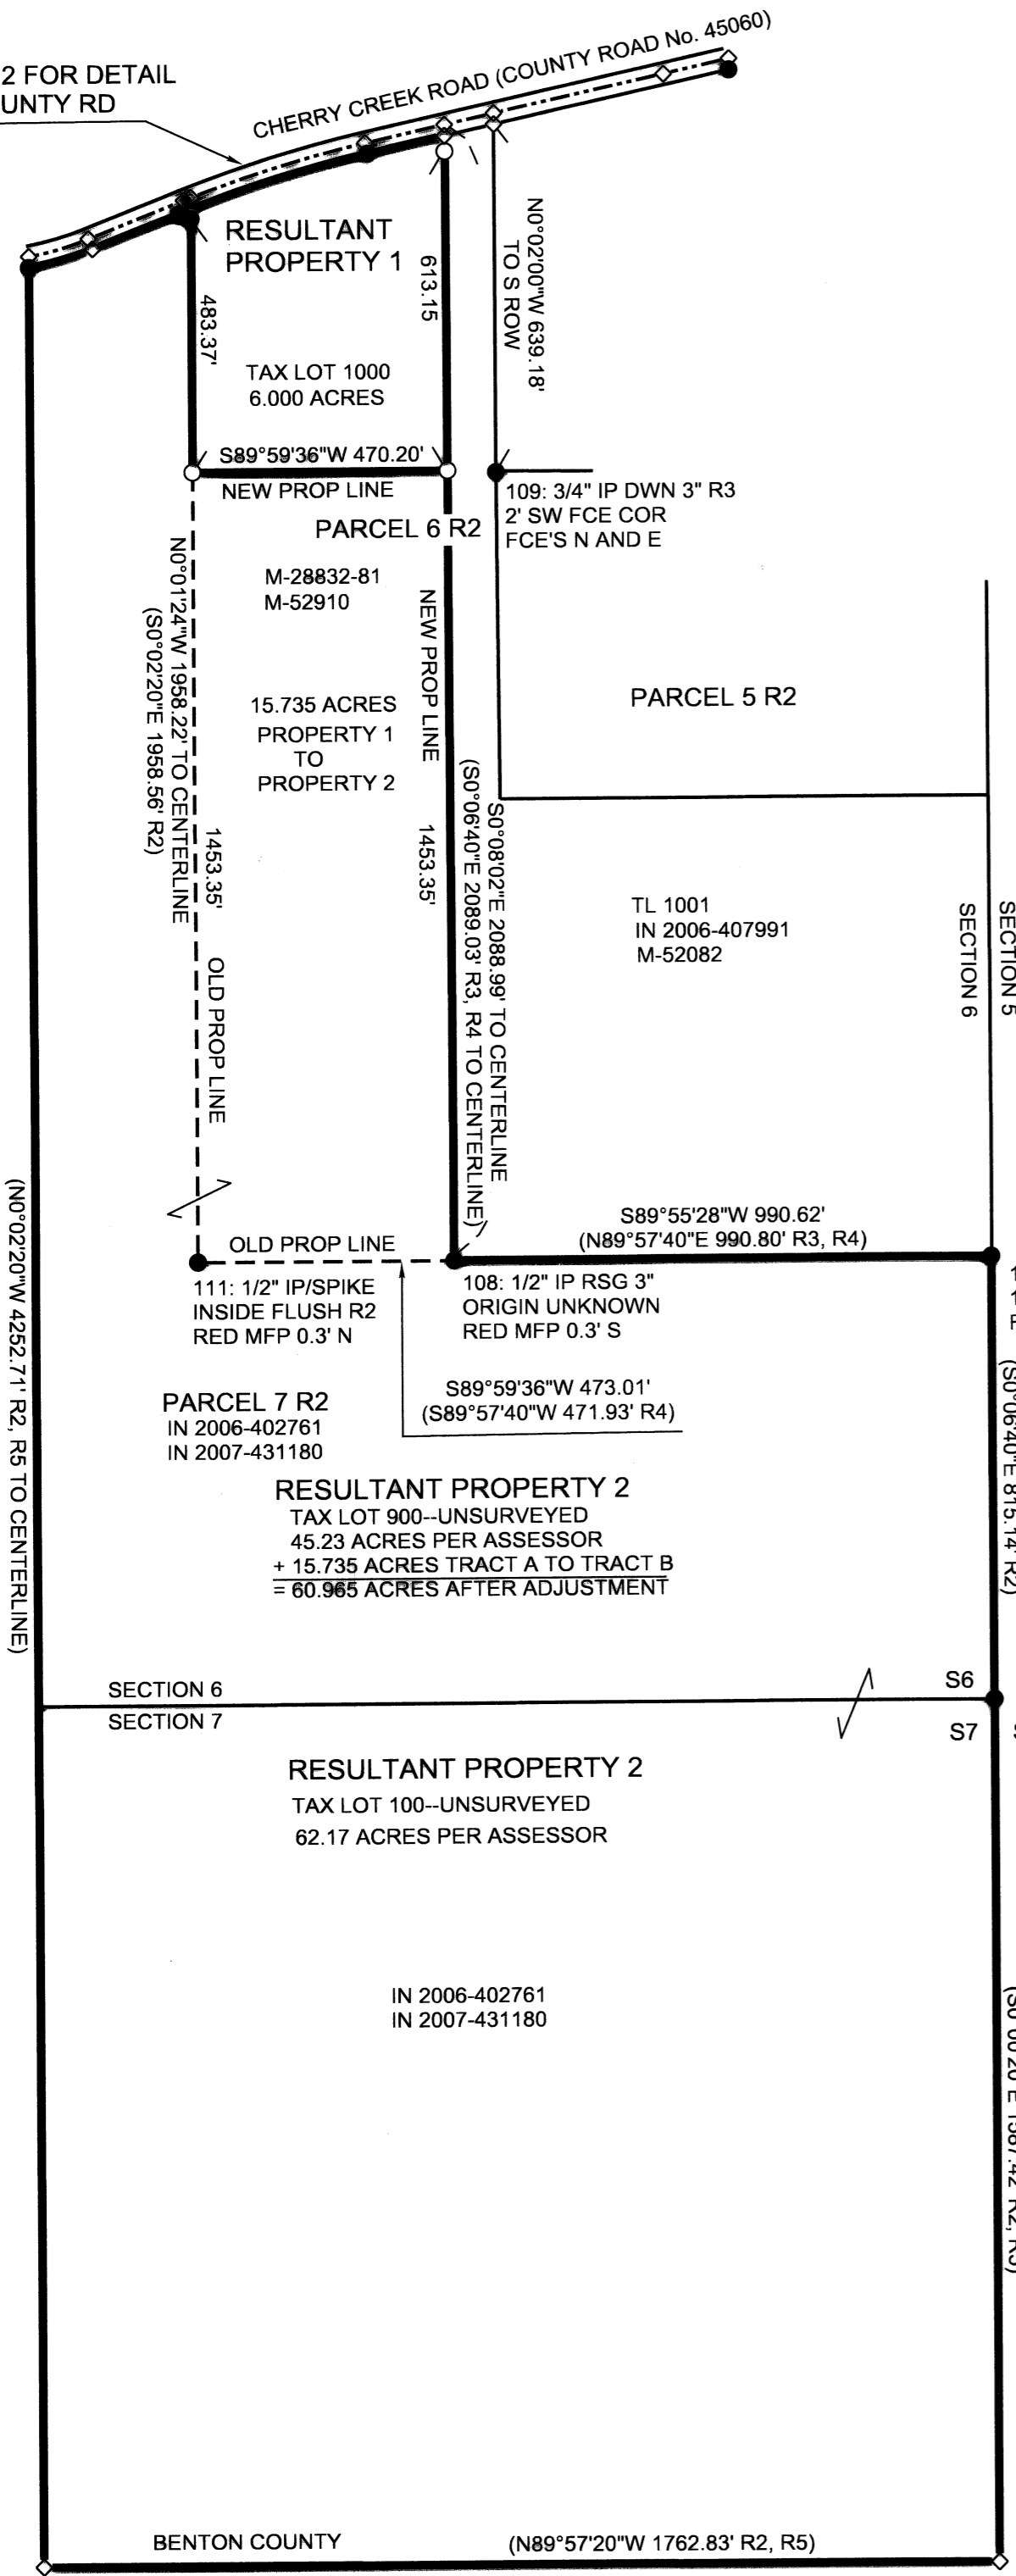 2 FOR DETAIL
UNTY RD
CHERRY CREEK ROAD (COUNTY ROAD No. 45060)
RESULTANT
PROPERTY 1
483.37'
613.15
N0°02'00"W 639.18'
TO S ROW
TAX LOT 1000
6.000 ACRES
S89°59'36"W 470.20'
NEW PROP LINE
109: 3/4" IP DWN 3" R3
2' SW FCE COR
FCE'S N AND E
PARCEL 6 R2
M-28832-81
M-52910
N0°01'24"W 1958.22' TO CENTERLINE
(S0°02'20"E 1958.56' R2)
NEW PROP LINE
1453.35'
15.735 ACRES
PROPERTY 1
TO
PROPERTY 2
PARCEL 5 R2
1453.35'
OLD PROP LINE
S0°08'02"E 2088.99' TO CENTERLINE
(S0°06'40"E 2089.03' R3, R4 TO CENTERLINE)
TL 1001
IN 2006-407991
M-52082
SECTION 6
SECTION 5
S89°55'28"W 990.62'
(N89°57'40"E 990.80' R3, R4)
OLD PROP LINE
111: 1/2" IP/SPIKE
INSIDE FLUSH R2
RED MFP 0.3' N
108: 1/2" IP RSG 3"
ORIGIN UNKNOWN
RED MFP 0.3' S
(N0°02'20"W 4252.71' R2, R5 TO CENTERLINE)
(S0°06'40"E 815.14' R2)
S89°59'36"W 473.01'
(S89°57'40"W 471.93' R4)
PARCEL 7 R2
IN 2006-402761
IN 2007-431180
RESULTANT PROPERTY 2
TAX LOT 900--UNSURVEYED
45.23 ACRES PER ASSESSOR
+ 15.735 ACRES TRACT A TO TRACT B
= 60.965 ACRES AFTER ADJUSTMENT
SECTION 6
S6
SECTION 7
S7
RESULTANT PROPERTY 2
TAX LOT 100--UNSURVEYED
62.17 ACRES PER ASSESSOR
IN 2006-402761
IN 2007-431180
BENTON COUNTY
(N89°57'20"W 1762.83' R2, R5)